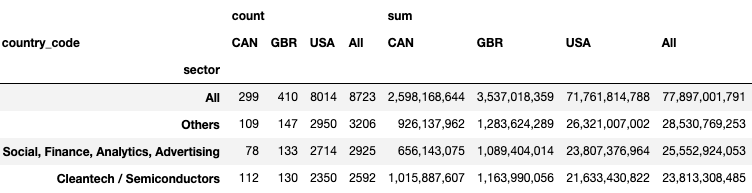 count sum
country_code CAN GBR USA All CAN GBR USA All
sector
All 299 410 8014 8723 2,598,168,644 3,537,018,359 71,761,814,788 77,897,001,791
Others 109 147 2950 3206 926,137,962 1,283,624,289 26,321,007,002 28,530,769,253
Social, Finance, Analytics, Advertising 78 133 2714 2925 656,143,075 1,089,404,014 23,807,376,964 25,552,924,053
Cleantech / Semiconductors 112 130 2350 2592 1,015,887,607 1,163,990,056 21,633,430,822 23,813,308,485